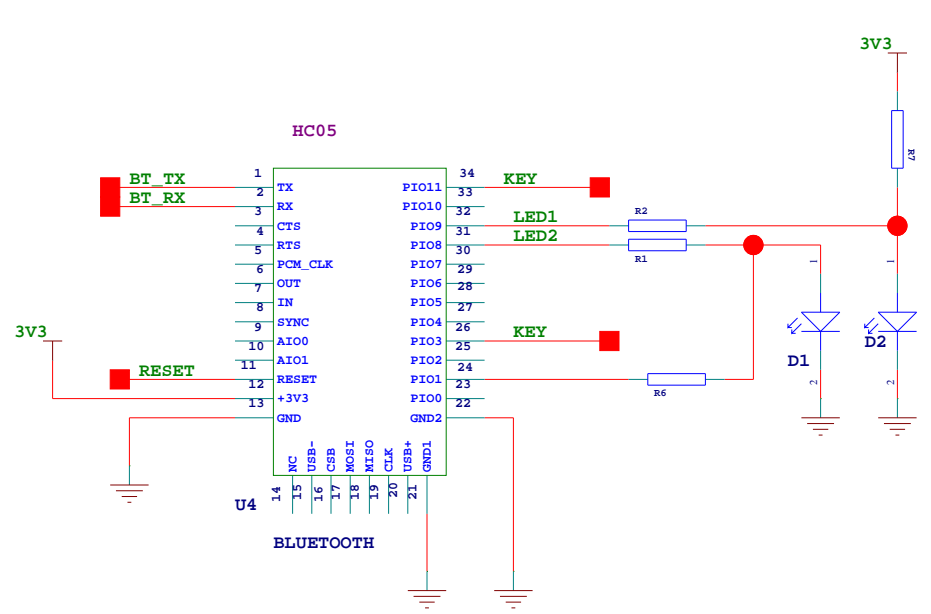 3V3
HC05
1 34
BT_TX TX PIO11 KEY
2 33
BT_RX RX PIO10
3 32
CTS PIO9 LED1 R2
4 31
RTS PIO8 LED2 R1
5 30
PCM_CLK PIO7
6 29
OUT PIO6
7 28
IN PIO5
8 27
SYNC PIO4
9 26
3V3 AIO0 PIO3 KEY
10 25
AIO1 PIO2
11 24
RESET RESET PIO1 R6
12 23
+3V3 PIO0
13 22
GND GND2
R7
1 1
D1 D2
2 2
NC USB- CSB MOSI MISO CLK USB+ GND1
14 15 16 17 18 19 20 21
U4
BLUETOOTH